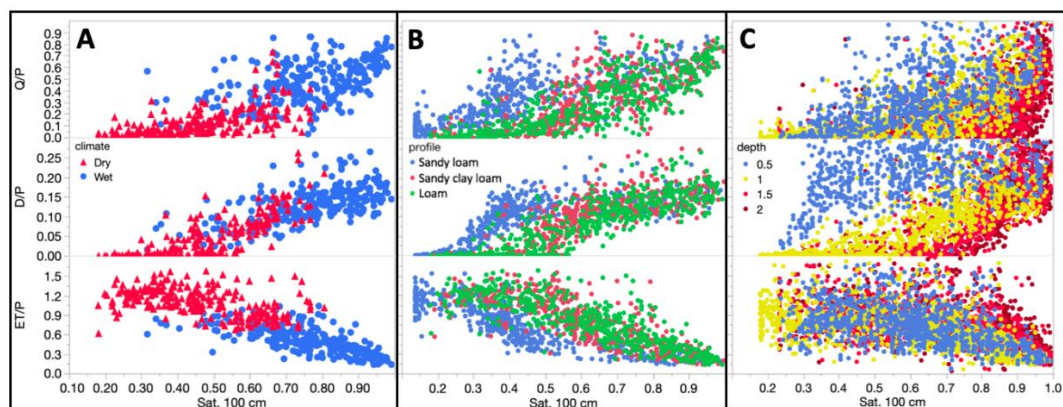 A
B
C
Q/P
0.9
0.8
0.7
0.6
0.5
0.4
0.3
0.2
0.1
0.0
climate
Dry
Wet
profile
Sandy loam
Sandy clay loam
Loam
depth
0.5
1
1.5
2
D/P
0.25
0.20
0.15
0.10
0.05
0.00
ET/P
1.5
1.2
0.9
0.6
0.3
0.0
0.10 0.20 0.30 0.40 0.50 0.60 0.70 0.80
0.2 0.3 0.4 0.5 0.6 0.7 0.8 0.9
0.2 0.3 0.4 0.5 0.6 0.7 0.8 0.9 1.0
Sat. 100 cm
Sat. 100 cm
Sat. 100 cm